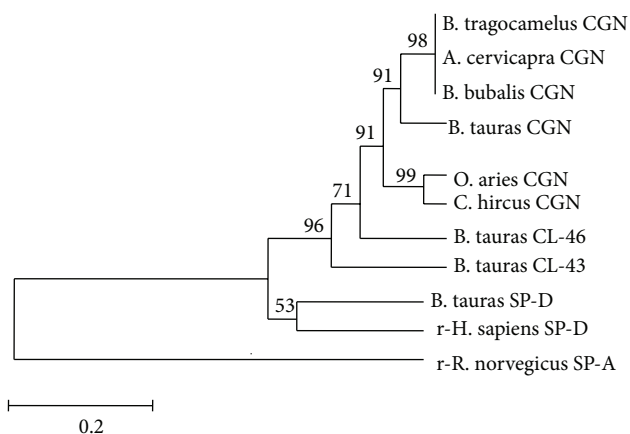 B. tragocamelus CGN
98
A. cervicapra CGN
91
B. bubalis CGN
B. tauras CGN
91
99
O. aries CGN
C. hircus CGN
71
96
B. tauras CL-46
B. tauras CL-43
53
B. tauras SP-D
r-H. sapiens SP-D
r-R. norvegicus SP-A
0.2